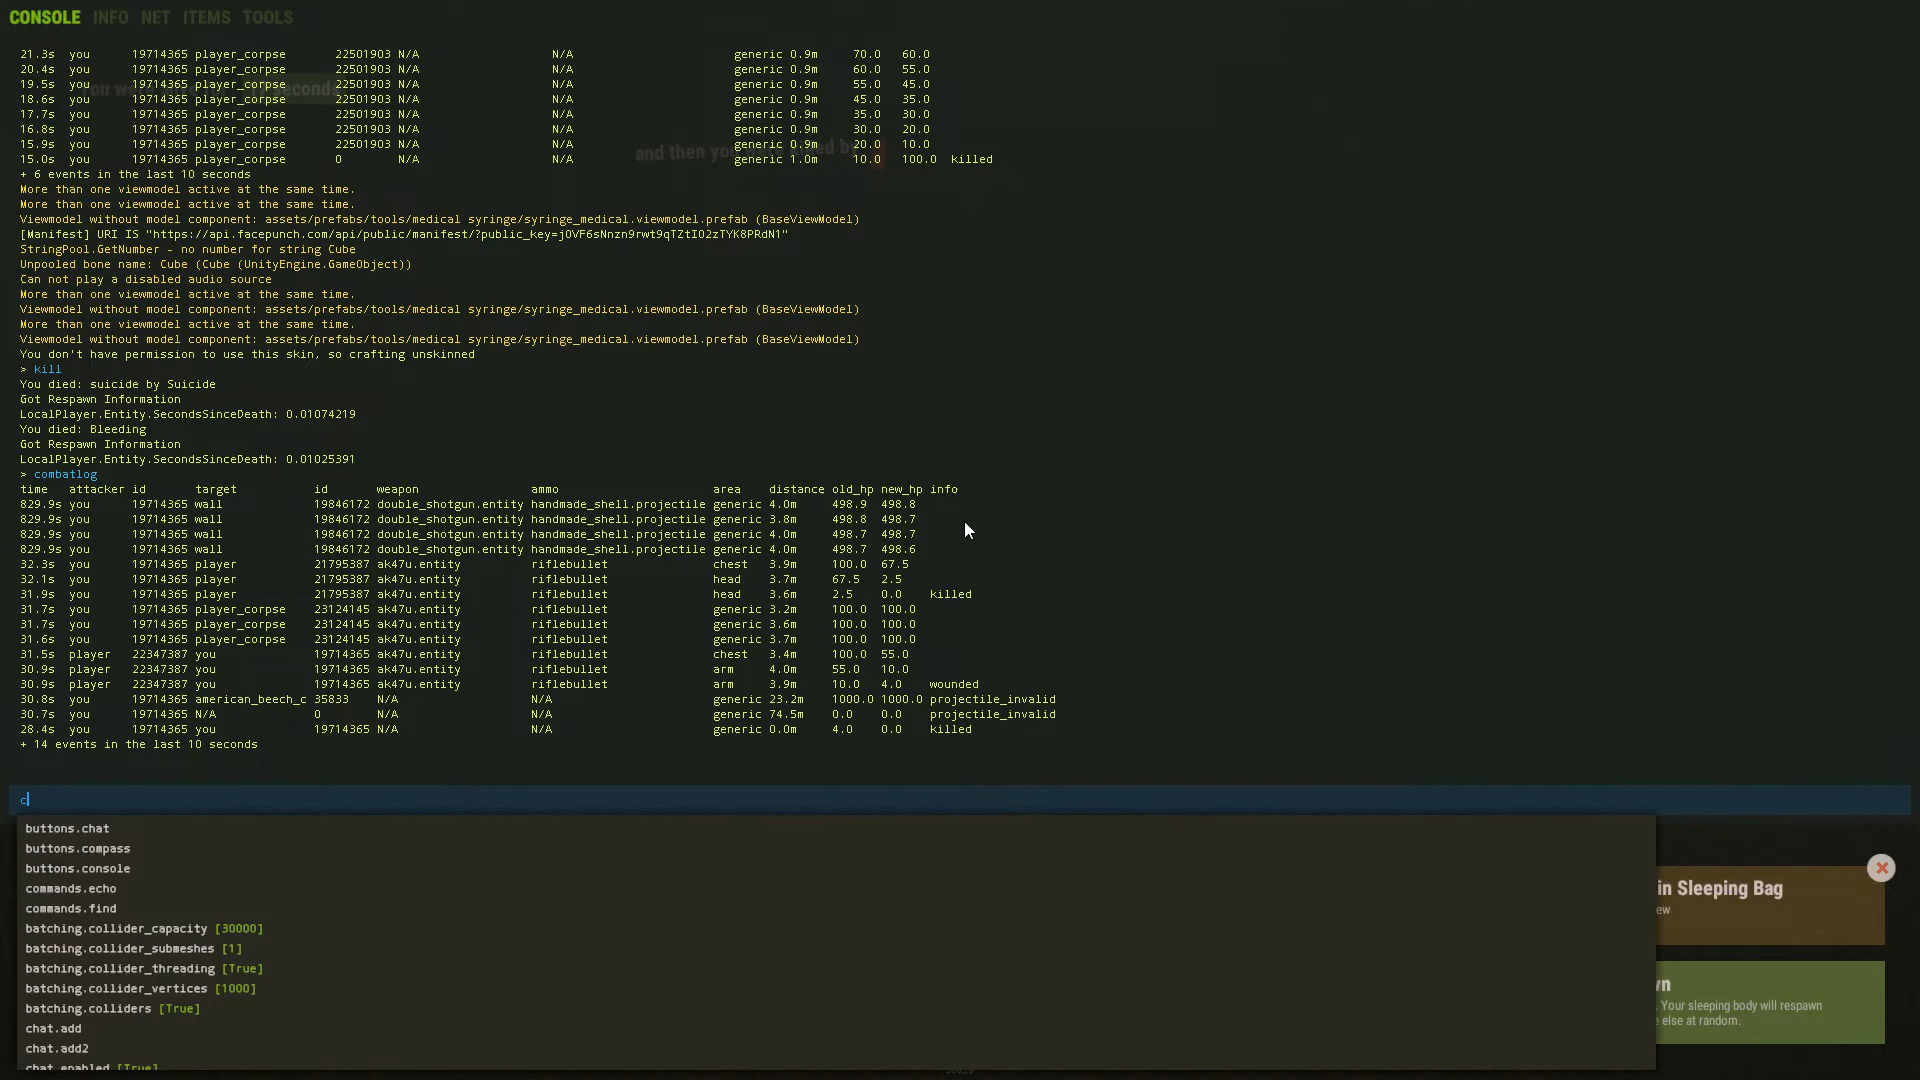 CONSOLE INFO NET ITEMS TOOLS
21.3s you 19714365 player_corpse 22501903 N/A N/A generic 0.9m 70.0 60.0
20.4s you 19714365 player_corpse 22501903 N/A N/A generic 0.9m 60.0 55.0
19.5s you 19714365 player_corpse 22501903 N/A N/A generic 0.9m 55.0 45.0
18.6s you 19714365 player_corpse 22501903 N/A N/A generic 0.9m 45.0 35.0
17.7s you 19714365 player_corpse 22501903 N/A N/A generic 0.9m 35.0 30.0
16.8s you 19714365 player_corpse 22501903 N/A N/A generic 0.9m 30.0 20.0
15.9s you 19714365 player_corpse 22501903 N/A N/A generic 0.9m 20.0 10.0
and then you were killed by
15.0s you 19714365 player_corpse 0 N/A N/A generic 1.0m 10.0 100.0 killed
+ 6 events in the last 10 seconds
More than one viewmodel active at the same time.
More than one viewmodel active at the same time.
Viewmodel without model component: assets/prefabs/tools/medical syringe/syringe_medical.viewmodel.prefab (BaseViewModel)
[Manifest] URI IS "https://api.facepunch.com/api/public/manifest/?public_key=jOVF6sNnzn9rwt9qTZtIO2zTYK8PRdN1"
StringPool.GetNumber - no number for string Cube
Unpooled bone name: Cube (Cube (UnityEngine.GameObject))
Can not play a disabled audio source
More than one viewmodel active at the same time.
Viewmodel without model component: assets/prefabs/tools/medical syringe/syringe_medical.viewmodel.prefab (BaseViewModel)
More than one viewmodel active at the same time.
Viewmodel without model component: assets/prefabs/tools/medical syringe/syringe_medical.viewmodel.prefab (BaseViewModel)
You don't have permission to use this skin, so crafting unskinned
> kill
You died: suicide by Suicide
Got Respawn Information
LocalPlayer.Entity.SecondsSinceDeath: 0.01074219
You died: Bleeding
Got Respawn Information
LocalPlayer.Entity.SecondsSinceDeath: 0.01025391
> combatlog
time attacker id target id weapon ammo area distance old_hp new_hp info
829.9s you 19714365 wall 19846172 double_shotgun.entity handmade_shell.projectile generic 4.0m 498.9 498.8
829.9s you 19714365 wall 19846172 double_shotgun.entity handmade_shell.projectile generic 3.8m 498.8 498.7
829.9s you 19714365 wall 19846172 double_shotgun.entity handmade_shell.projectile generic 4.0m 498.7 498.7
829.9s you 19714365 wall 19846172 double_shotgun.entity handmade_shell.projectile generic 4.0m 498.7 498.6
32.3s you 19714365 player 21795387 ak47u.entity riflebullet chest 3.9m 100.0 67.5
32.1s you 19714365 player 21795387 ak47u.entity riflebullet head 3.7m 67.5 2.5
31.9s you 19714365 player 21795387 ak47u.entity riflebullet head 3.6m 2.5 0.0 killed
31.7s you 19714365 player_corpse 23124145 ak47u.entity riflebullet generic 3.2m 100.0 100.0
31.7s you 19714365 player_corpse 23124145 ak47u.entity riflebullet generic 3.6m 100.0 100.0
31.6s you 19714365 player_corpse 23124145 ak47u.entity riflebullet generic 3.7m 100.0 100.0
31.5s player 22347387 you 19714365 ak47u.entity riflebullet chest 3.4m 100.0 55.0
30.9s player 22347387 you 19714365 ak47u.entity riflebullet arm 4.0m 55.0 10.0
30.9s player 22347387 you 19714365 ak47u.entity riflebullet arm 3.9m 10.0 4.0 wounded
30.8s you 19714365 american_beech_c 35833 N/A N/A generic 23.2m 1000.0 1000.0 projectile_invalid
30.7s you 19714365 N/A 0 N/A N/A generic 74.5m 0.0 0.0 projectile_invalid
28.4s you 19714365 you 19714365 N/A N/A generic 0.0m 4.0 0.0 killed
+ 14 events in the last 10 seconds
c
buttons.chat
buttons.compass
buttons.console
commands.echo
commands.find
batching.collider_capacity [30000]
batching.collider_submeshes [1]
batching.collider_threading [True]
batching.collider_vertices [1000]
batching.colliders [True]
chat.add
chat.add2
chat.enabled [True]
in Sleeping Bag
ew
wn
. Your sleeping body will respawn
e else at random.